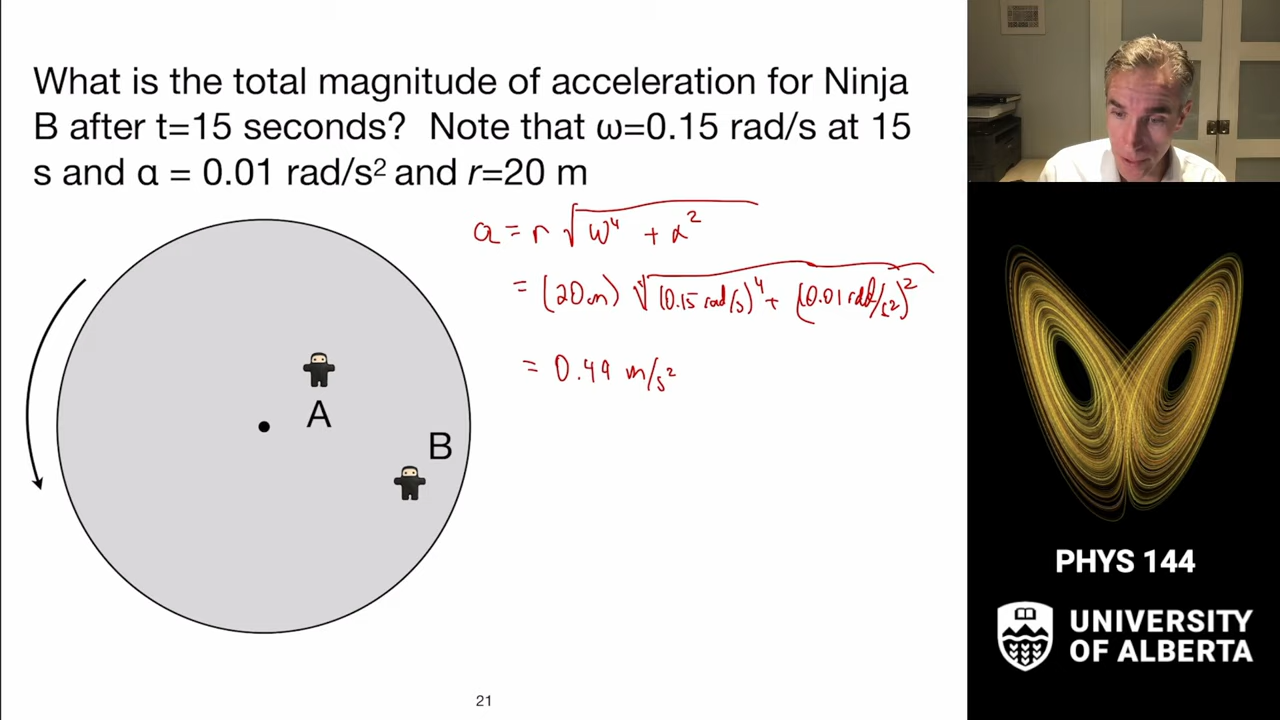 What is the total magnitude of acceleration for Ninja
B after t=15 seconds?  Note that ω=0.15 rad/s at 15
s and α = 0.01 rad/s² and r=20 m
a = r √(ω⁴ + α²)
= (20 m) √((0.15 rad/s)⁴ + (0.01 rad/s²)²)
= 0.49 m/s²
A
B
21
PHYS 144
UNIVERSITY
OF ALBERTA